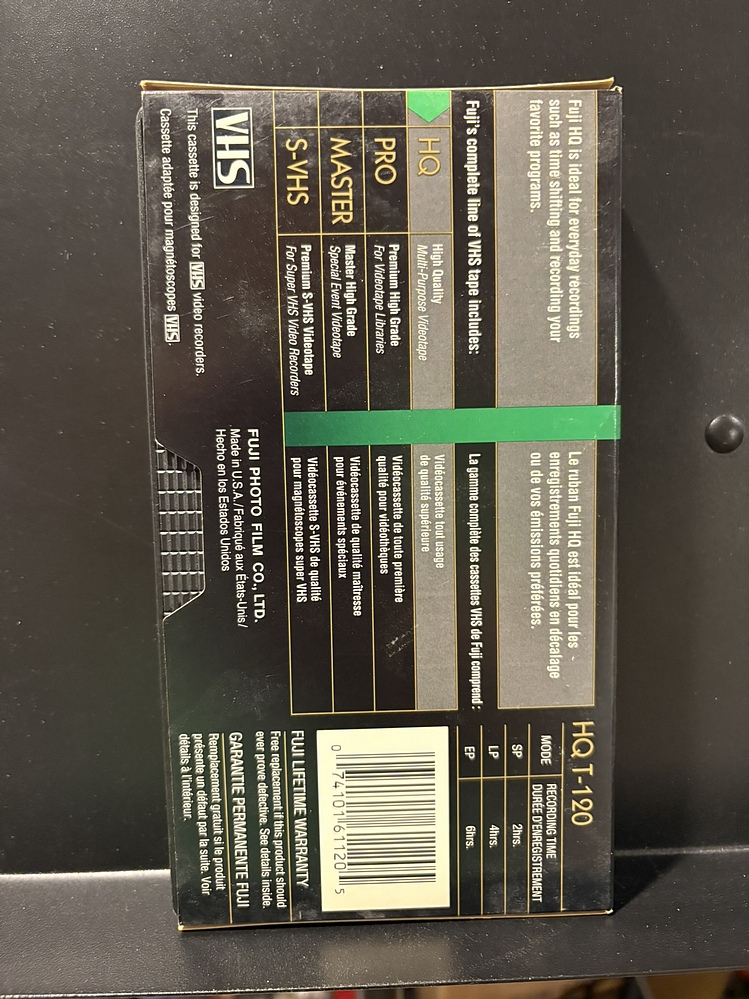 Fuji HQ is ideal for everyday recordings
such as time shifting and recording your
favorite programs.
Le ruban Fuji HQ est idéal pour les
enregistrements quotidiens en décalage
ou de vos émissions préférées.
Fuji's complete line of VHS tape includes:
La gamme complète des cassettes VHS de Fuji comprend:
HQ
High Quality
Multi-Purpose Videotape
Vidéocassette tout usage
de qualité supérieure
PRO
Premium High Grade
For Videotape Libraries
Vidéocassette de toute première
qualité pour vidéothèques
MASTER
Master High Grade
Special Event Videotape
Vidéocassette de qualité maîtresse
pour événements spéciaux
S-VHS
Premium S-VHS Videotape
For Super VHS Video Recorders
Vidéocassette S-VHS de qualité
pour magnétoscopes super VHS
HQ T-120
MODE
RECORDING TIME
DURÉE D'ENREGISTREMENT
SP 2hrs.
LP 4hrs.
EP 6hrs.
0 74101 61120 5
VHS
This cassette is designed for VHS video recorders.
Cassette adaptée pour magnétoscopes VHS.
FUJI PHOTO FILM CO., LTD.
Made in U.S.A./Fabriqué aux États-Unis/
Hecho en los Estados Unidos
FUJI LIFETIME WARRANTY
Free replacement if this product should
ever prove defective. See details inside.
GARANTIE PERMANENTE FUJI
Remplacement gratuit si le produit
présente un défaut par la suite. Voir
détails à l'intérieur.